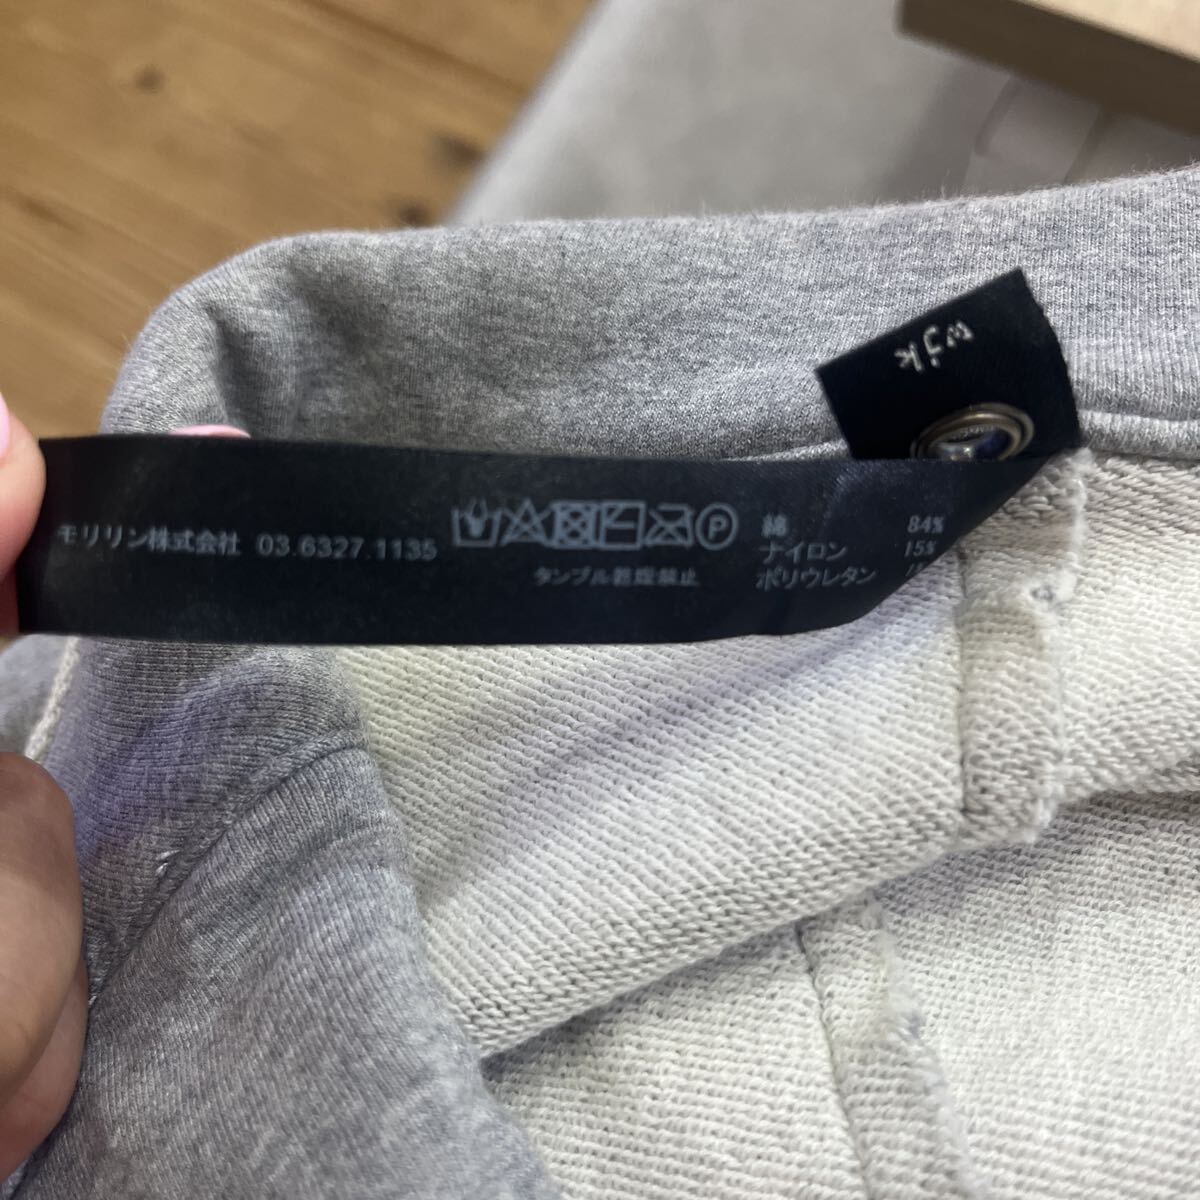 wjk
モリリン株式会社 03.6327.1135
P
綿 84%
ナイロン 15%
ポリウレタン
タンブル乾燥禁止